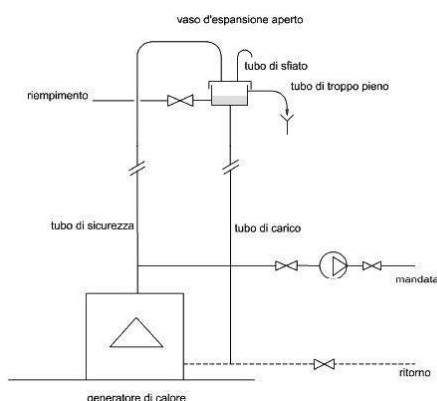 vaso d'espansione aperto
tubo di sfiato
tubo di troppo pieno
riempimento
tubo di sicurezza
tubo di carico
mandata
ritorno
generatore di calore